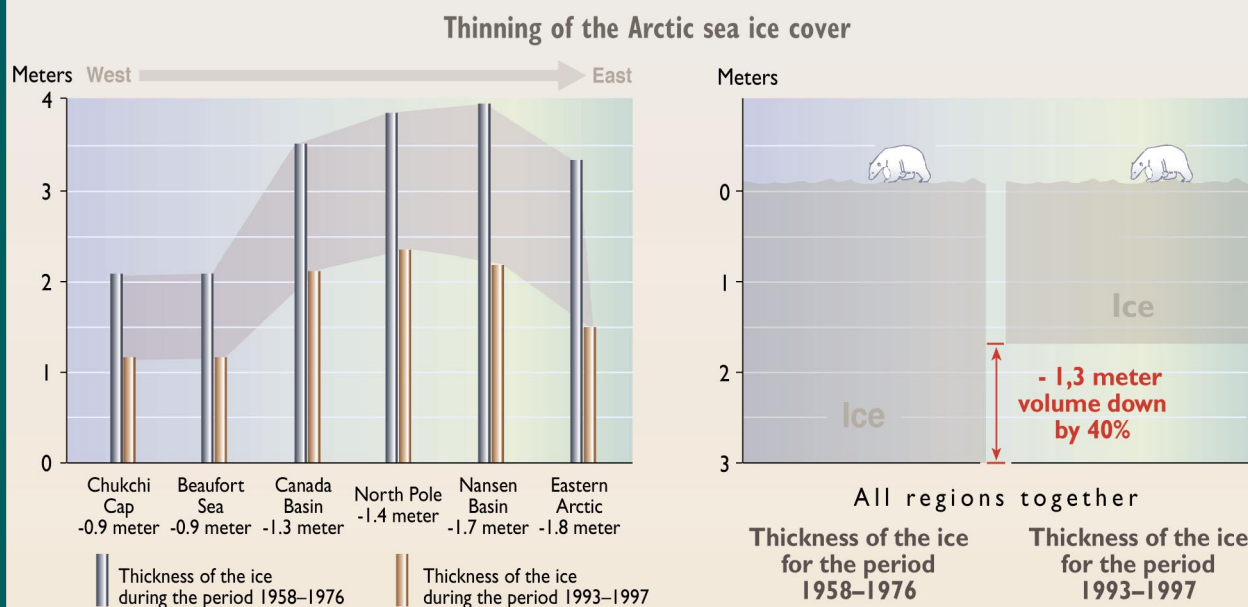 Thinning of the Arctic sea ice cover
Meters West East
4
3
2
1
0
Chukchi
Cap
-0.9 meter
Beaufort
Sea
-0.9 meter
Canada
Basin
-1.3 meter
North Pole
-1.4 meter
Nansen
Basin
-1.7 meter
Eastern
Arctic
-1.8 meter
Thickness of the ice
during the period 1958–1976
Thickness of the ice
during the period 1993–1997
Meters
0
1
2
3
Ice
Ice
- 1,3 meter
volume down
by 40%
All regions together
Thickness of the ice
for the period
1958–1976
Thickness of the ice
for the period
1993–1997